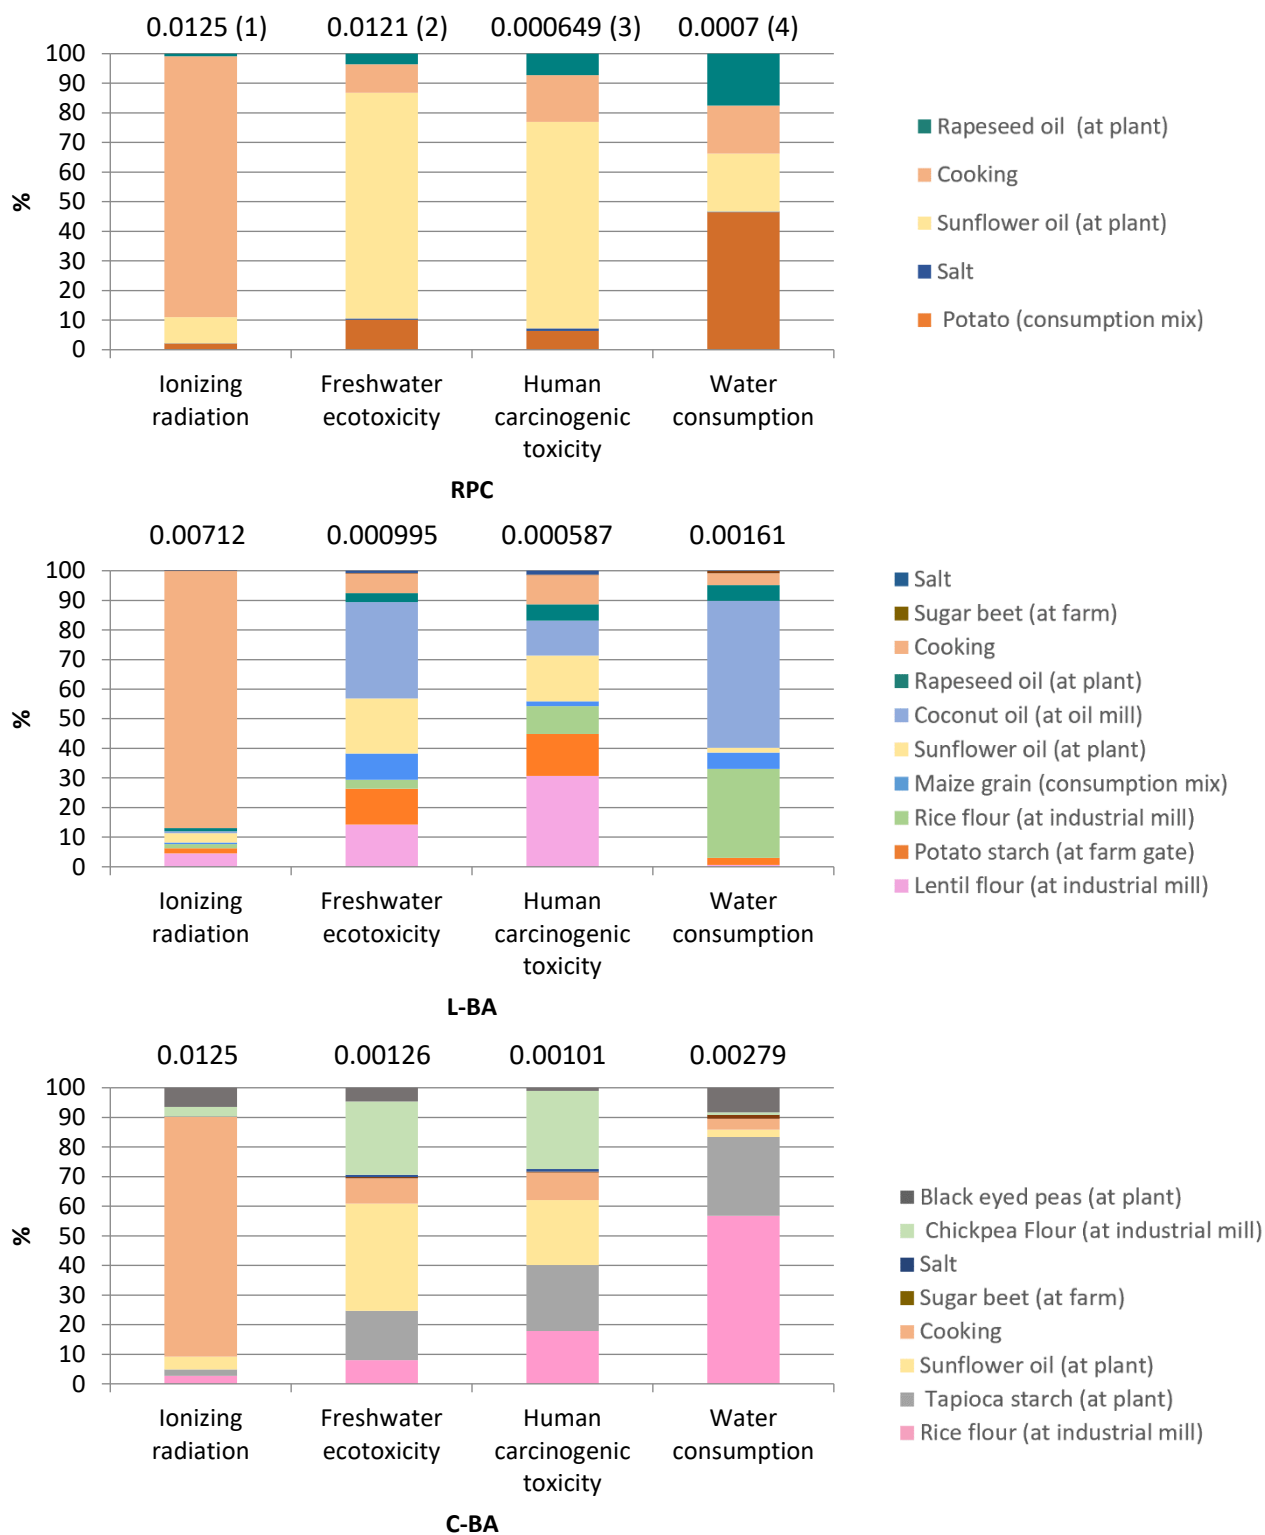 0.0125 (1) 0.0121 (2) 0.000649 (3) 0.0007 (4)
100
90
80
70
60
50
40
30
20
10
0
%
Ionizing radiation
Freshwater ecotoxicity
Human carcinogenic toxicity
Water consumption
RPC
Rapeseed oil (at plant)
Cooking
Sunflower oil (at plant)
Salt
Potato (consumption mix)
0.00712 0.000995 0.000587 0.00161
100
90
80
70
60
50
40
30
20
10
0
%
Ionizing radiation
Freshwater ecotoxicity
Human carcinogenic toxicity
Water consumption
L-BA
Salt
Sugar beet (at farm)
Cooking
Rapeseed oil (at plant)
Coconut oil (at oil mill)
Sunflower oil (at plant)
Maize grain (consumption mix)
Rice flour (at industrial mill)
Potato starch (at farm gate)
Lentil flour (at industrial mill)
0.0125 0.00126 0.00101 0.00279
100
90
80
70
60
50
40
30
20
10
0
%
Ionizing radiation
Freshwater ecotoxicity
Human carcinogenic toxicity
Water consumption
C-BA
Black eyed peas (at plant)
Chickpea Flour (at industrial mill)
Salt
Sugar beet (at farm)
Cooking
Sunflower oil (at plant)
Tapioca starch (at plant)
Rice flour (at industrial mill)